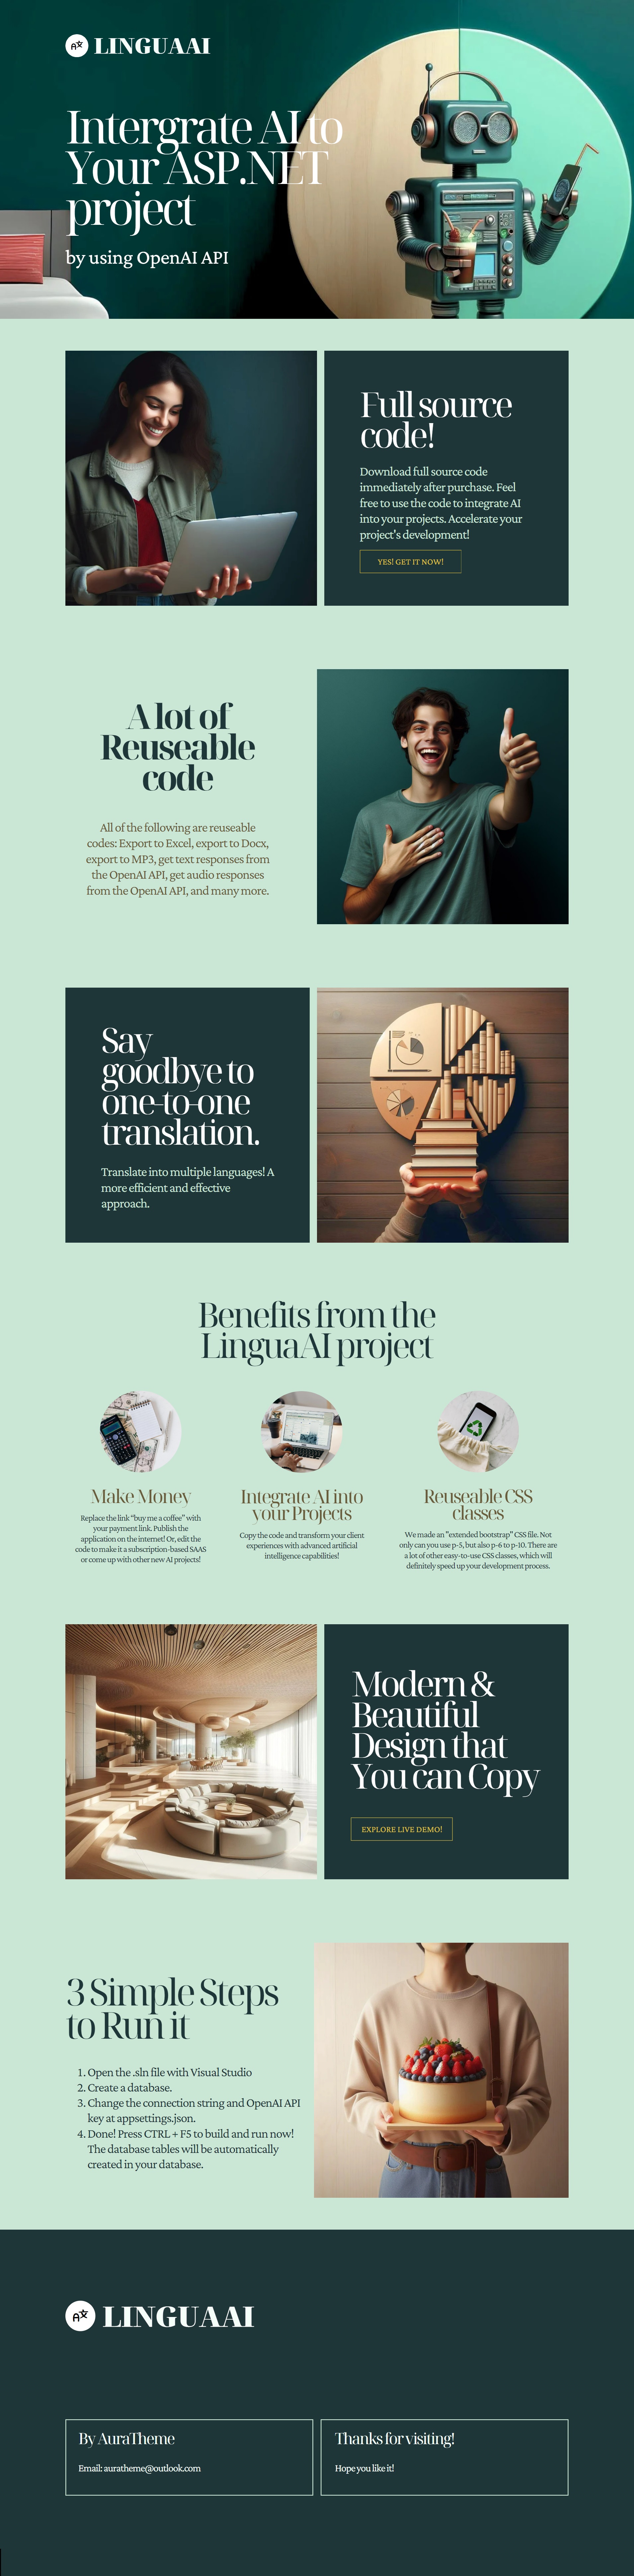 LINGUAAI
Intergrate AI to
Your ASP.NET
project
by using OpenAI API
Full source
code!
Download full source code
immediately after purchase. Feel
free to use the code to integrate AI
into your projects. Accelerate your
project's development!
YES! GET IT NOW!
A lot of
Reuseable
code
All of the following are reuseable
codes: Export to Excel, export to Docx,
export to MP3, get text responses from
the OpenAI API, get audio responses
from the OpenAI API, and many more.
Say
goodbye to
one-to-one
translation.
Translate into multiple languages! A
more efficient and effective
approach.
Benefits from the
LinguaAI project
Make Money
Replace the link “buy me a coffee” with
your payment link. Publish the
application on the internet! Or, edit the
code to make it a subscription-based SAAS
or come up with other new AI projects!
Integrate AI into
your Projects
Copy the code and transform your client
experiences with advanced artificial
intelligence capabilities!
Reuseable CSS
classes
We made an "extended bootstrap" CSS file. Not
only can you use p-5, but also p-6 to p-10. There are
a lot of other easy-to-use CSS classes, which will
definitely speed up your development process.
Modern &
Beautiful
Design that
You can Copy
EXPLORE LIVE DEMO!
3 Simple Steps
to Run it
1. Open the .sln file with Visual Studio
2. Create a database.
3. Change the connection string and OpenAI API
key at appsettings.json.
4. Done! Press CTRL + F5 to build and run now!
The database tables will be automatically
created in your database.
LINGUAAI
By AuraTheme
Email: auratheme@outlook.com
Thanks for visiting!
Hope you like it!